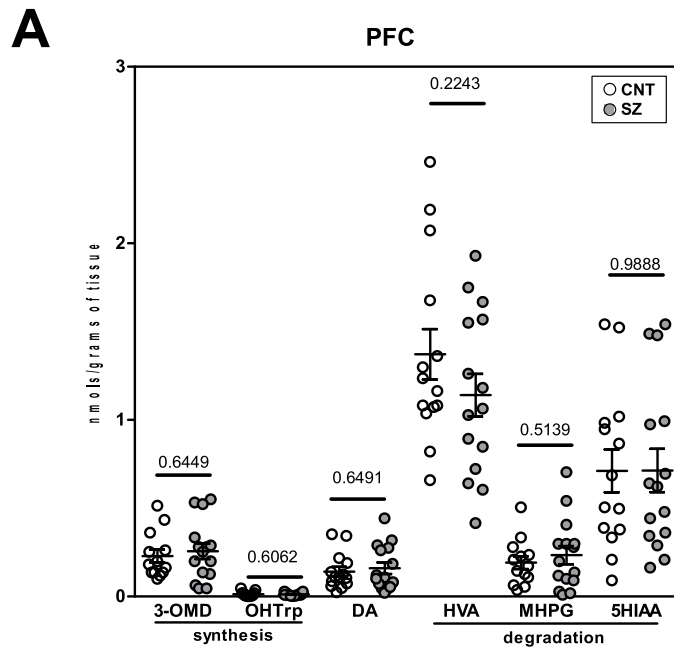 A
PFC
3
0.2243
CNT
SZ
2
0.9888
nmols/grams of tissue
1
0.5139
0.6449
0.6491
0.6062
0
3-OMD OHTrp DA HVA MHPG 5HIAA
synthesis degradation